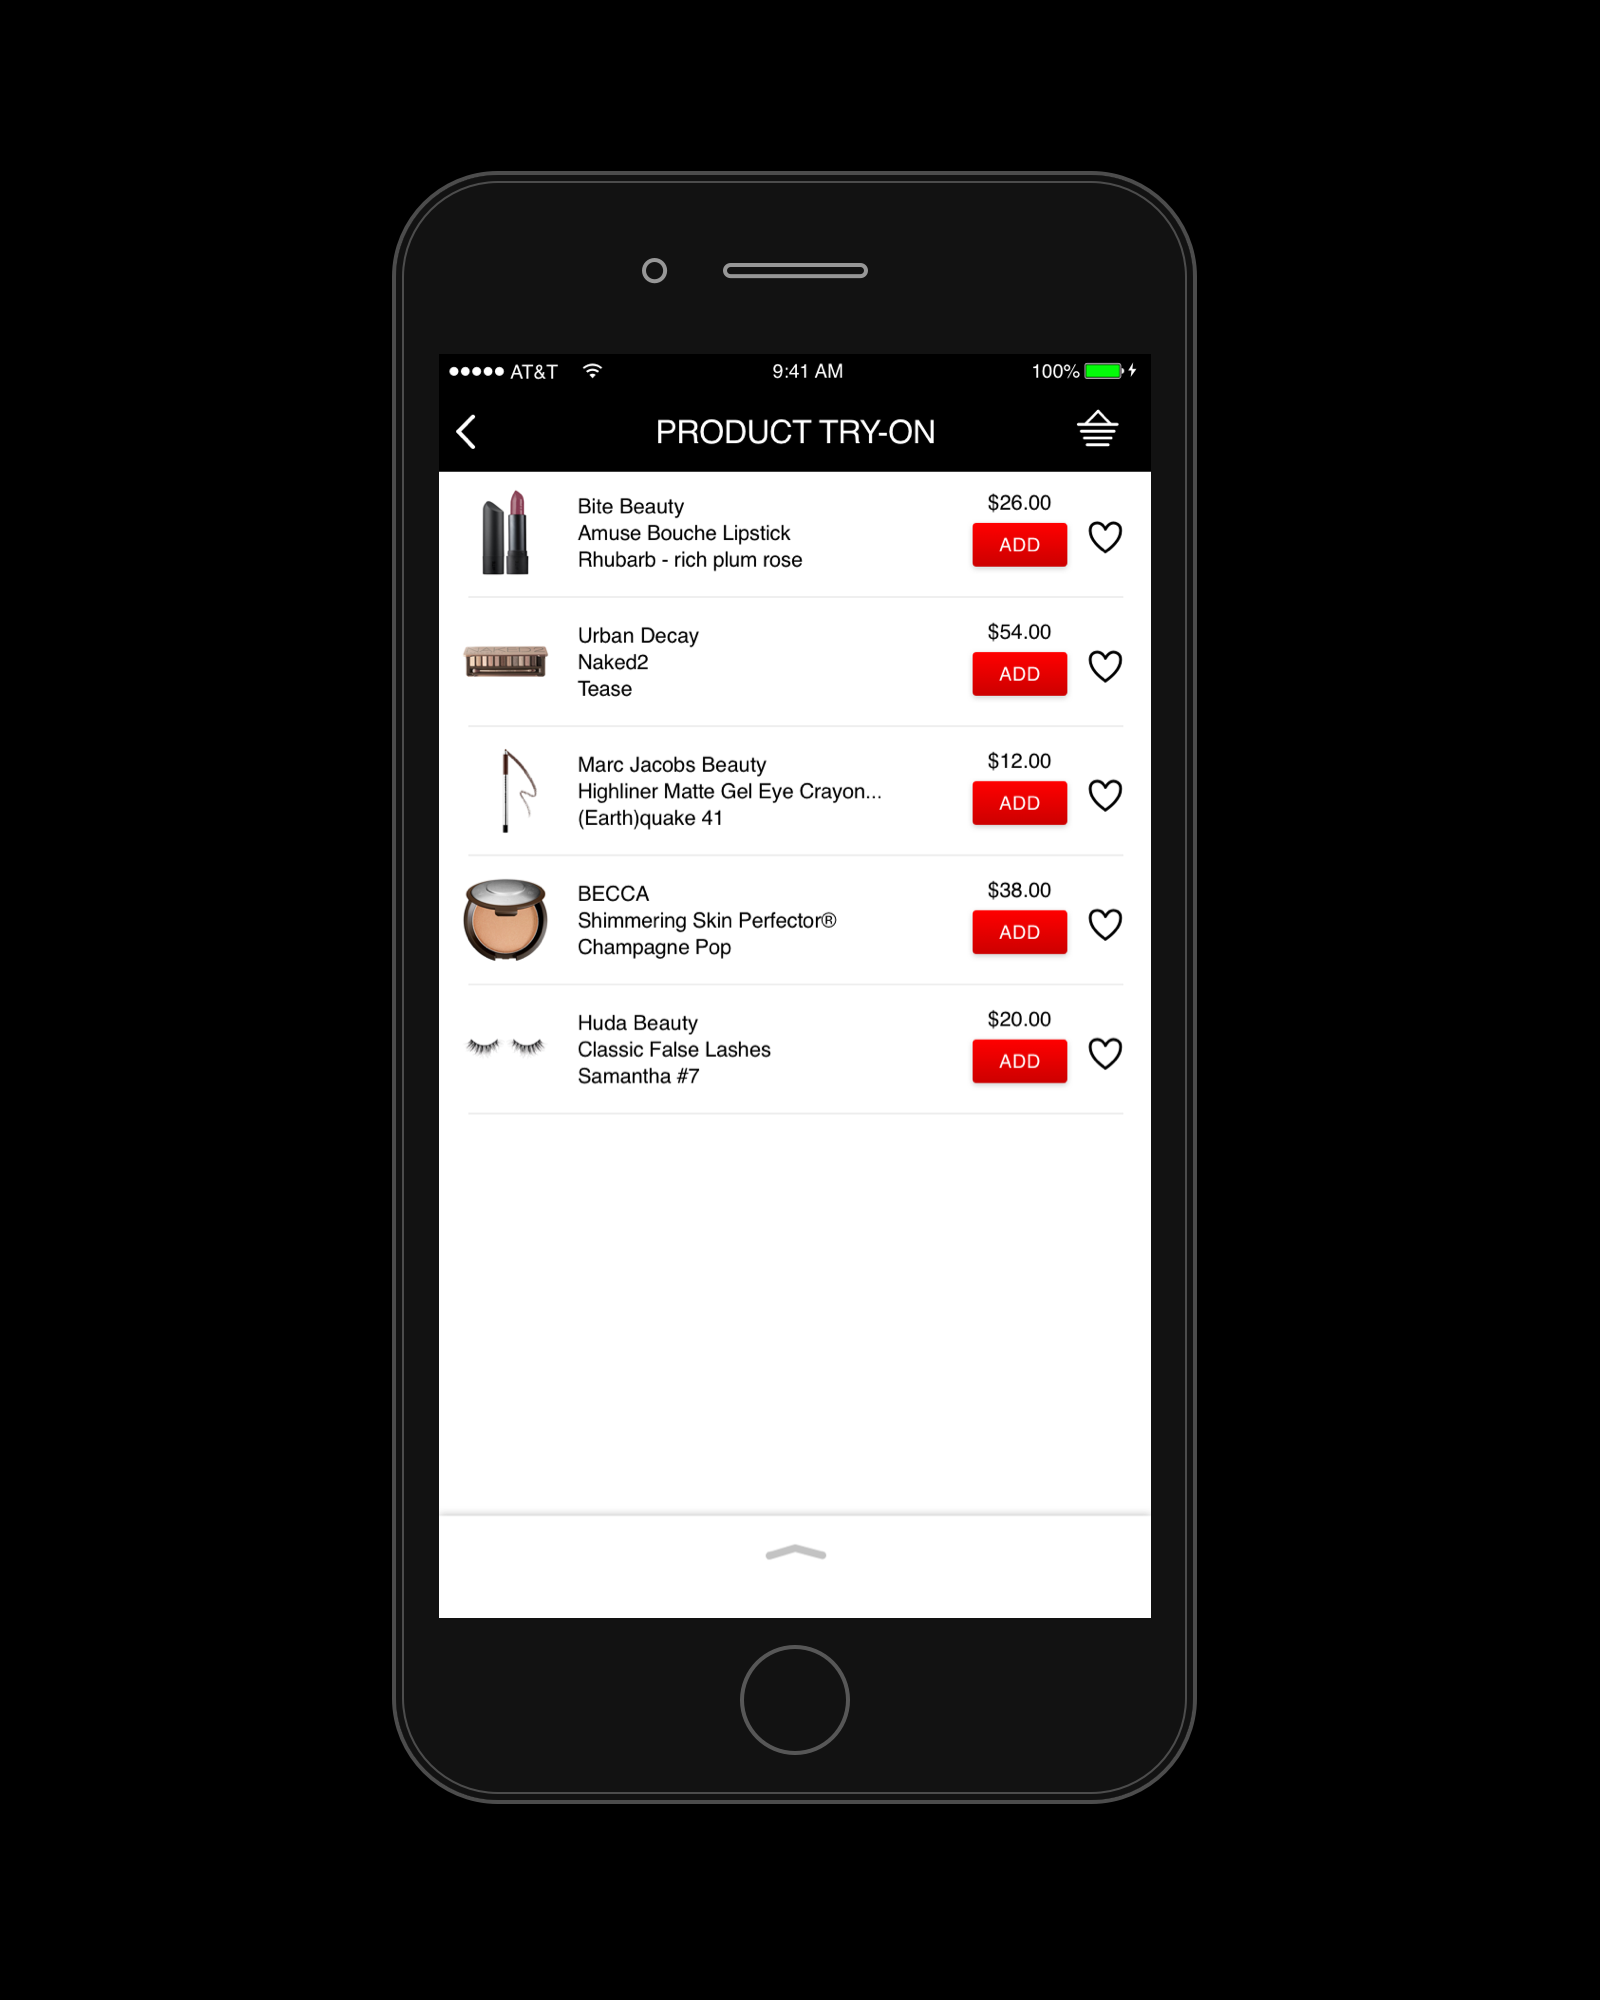 AT&T 9:41 AM 100%
PRODUCT TRY-ON
Bite Beauty
Amuse Bouche Lipstick
Rhubarb - rich plum rose
$26.00
ADD
Urban Decay
Naked2
Tease
$54.00
ADD
Marc Jacobs Beauty
Highliner Matte Gel Eye Crayon...
(Earth)quake 41
$12.00
ADD
BECCA
Shimmering Skin Perfector®
Champagne Pop
$38.00
ADD
Huda Beauty
Classic False Lashes
Samantha #7
$20.00
ADD